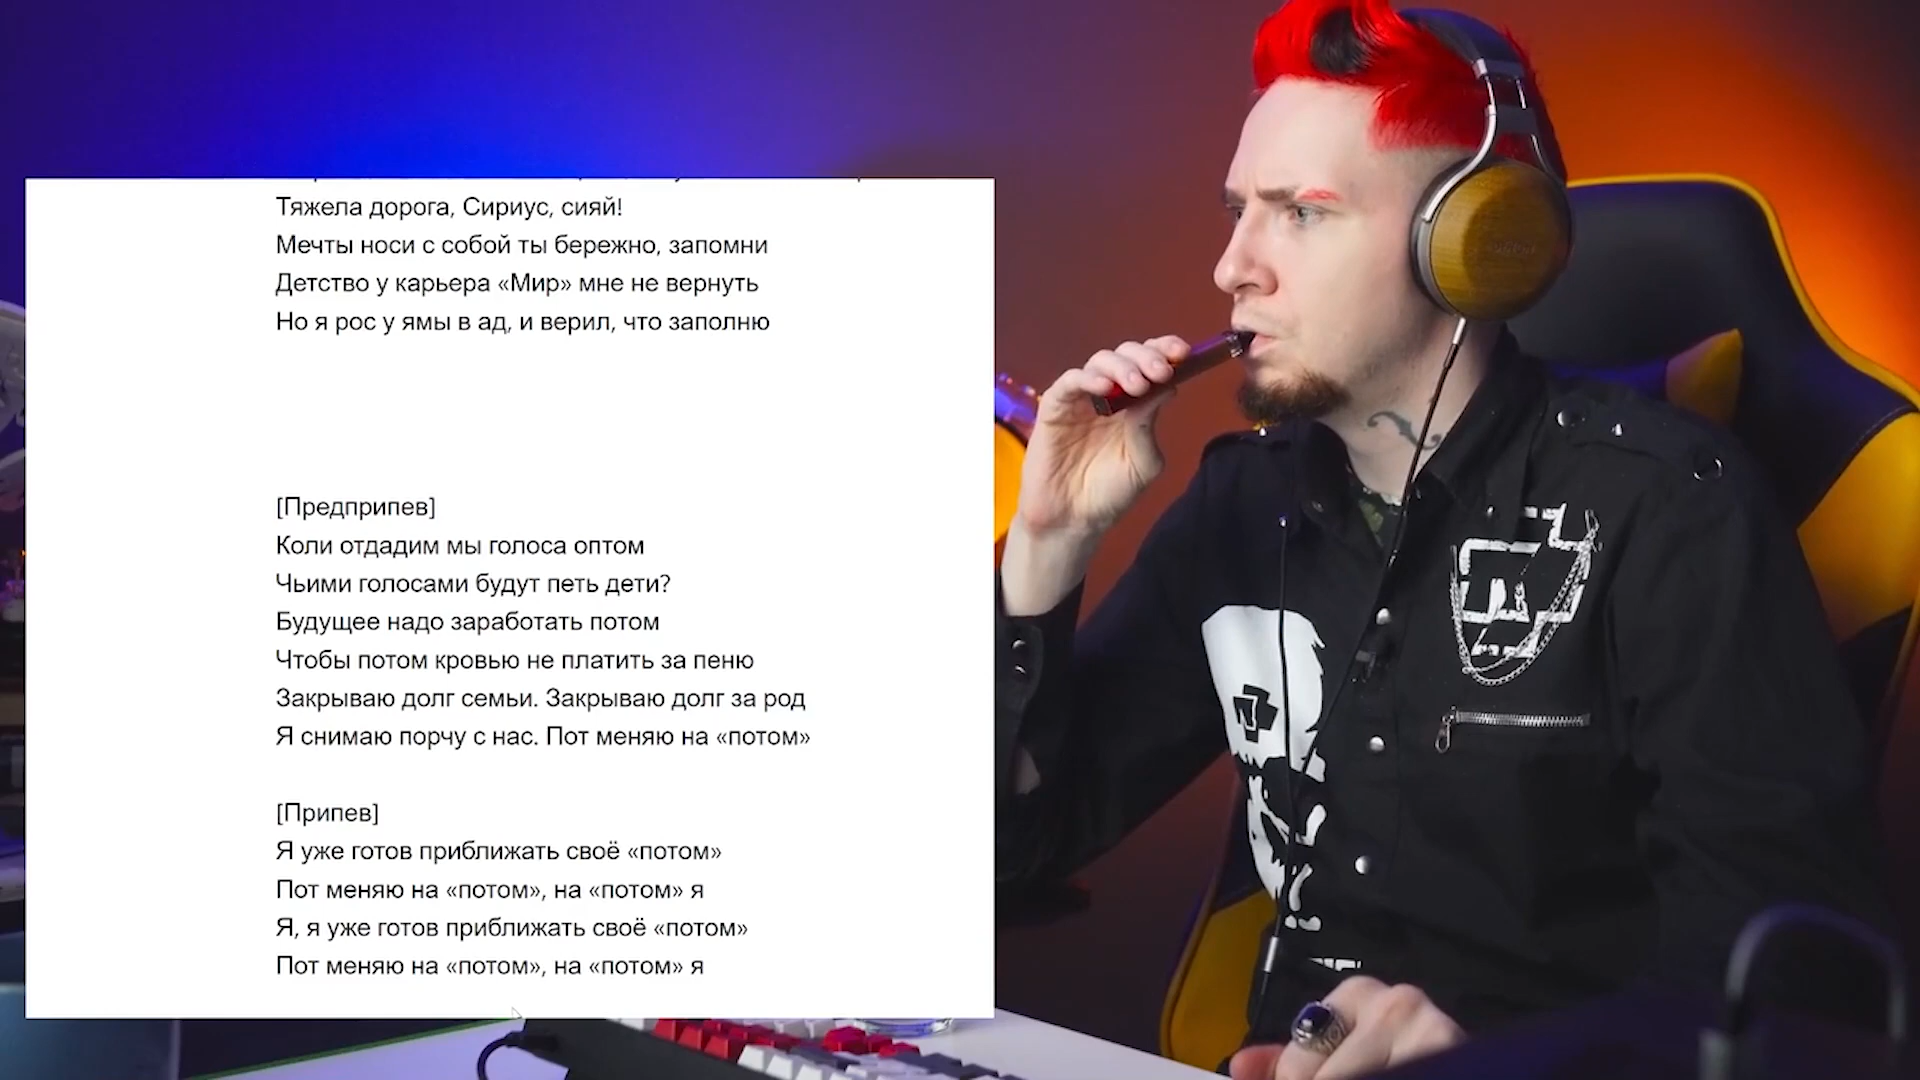 Тяжела дорога, Сириус, сияй!
Мечты носи с собой ты бережно, запомни
Детство у карьера «Мир» мне не вернуть
Но я рос у ямы в ад, и верил, что заполню
[Предприпев]
Коли отдадим мы голоса оптом
Чьими голосами будут петь дети?
Будущее надо заработать потом
Чтобы потом кровью не платить за пеню
Закрываю долг семьи. Закрываю долг за род
Я снимаю порчу с нас. Пот меняю на «потом»
[Припев]
Я уже готов приближать своё «потом»
Пот меняю на «потом», на «потом» я
Я, я уже готов приближать своё «потом»
Пот меняю на «потом», на «потом» я